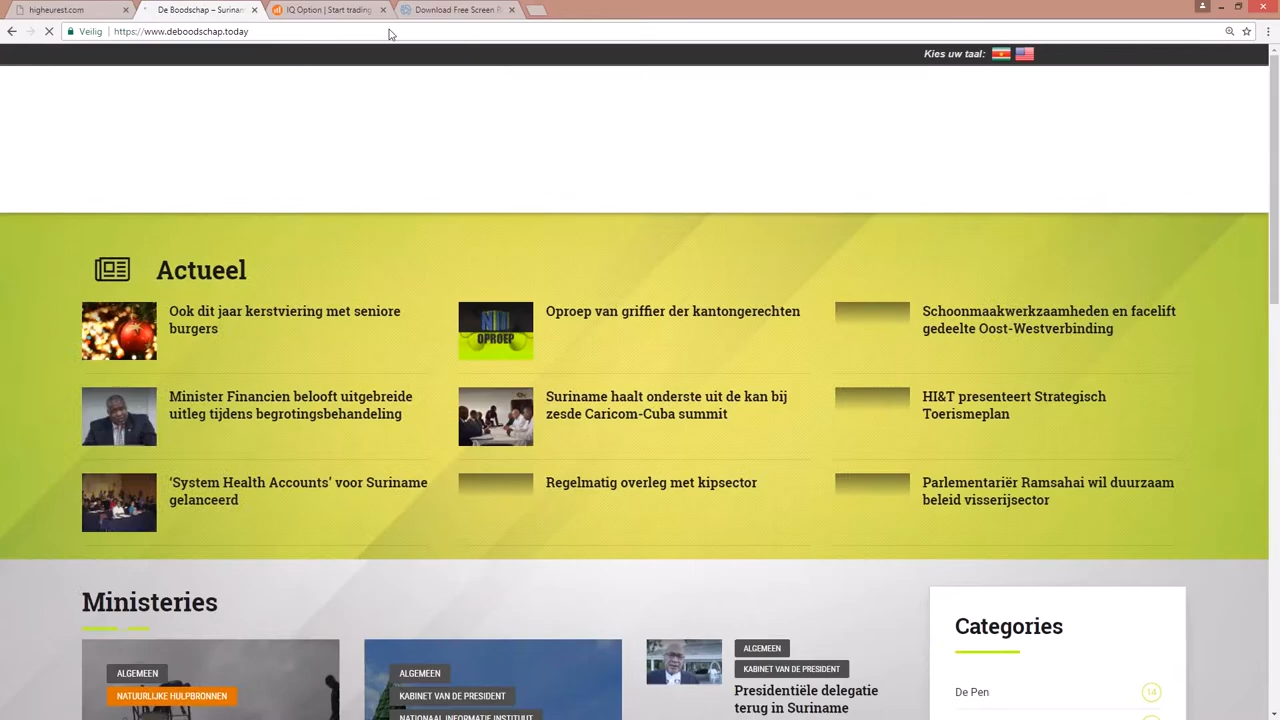 higheurest.com
De Boodschap – Surinam
IQ Option | Start trading
Download Free Screen R
Veilig
https://www.deboodschap.today
Kies uw taal:
Actueel
Ook dit jaar kerstviering met seniore
burgers
Oproep van griffier der kantongerechten
OPROEP
Schoonmaakwerkzaamheden en facelift
gedeelte Oost-Westverbinding
Minister Financien belooft uitgebreide
uitleg tijdens begrotingsbehandeling
Suriname haalt onderste uit de kan bij
zesde Caricom-Cuba summit
HI&T presenteert Strategisch
Toerismeplan
‘System Health Accounts’ voor Suriname
gelanceerd
Regelmatig overleg met kipsector
Parlementariër Ramsahai wil duurzaam
beleid visserijsector
Ministeries
ALGEMEEN
NATUURLIJKE HULPBRONNEN
ALGEMEEN
KABINET VAN DE PRESIDENT
NATIONAAL INFORMATIE INSTITUUT
ALGEMEEN
KABINET VAN DE PRESIDENT
Presidentiële delegatie
terug in Suriname
Categories
De Pen
14